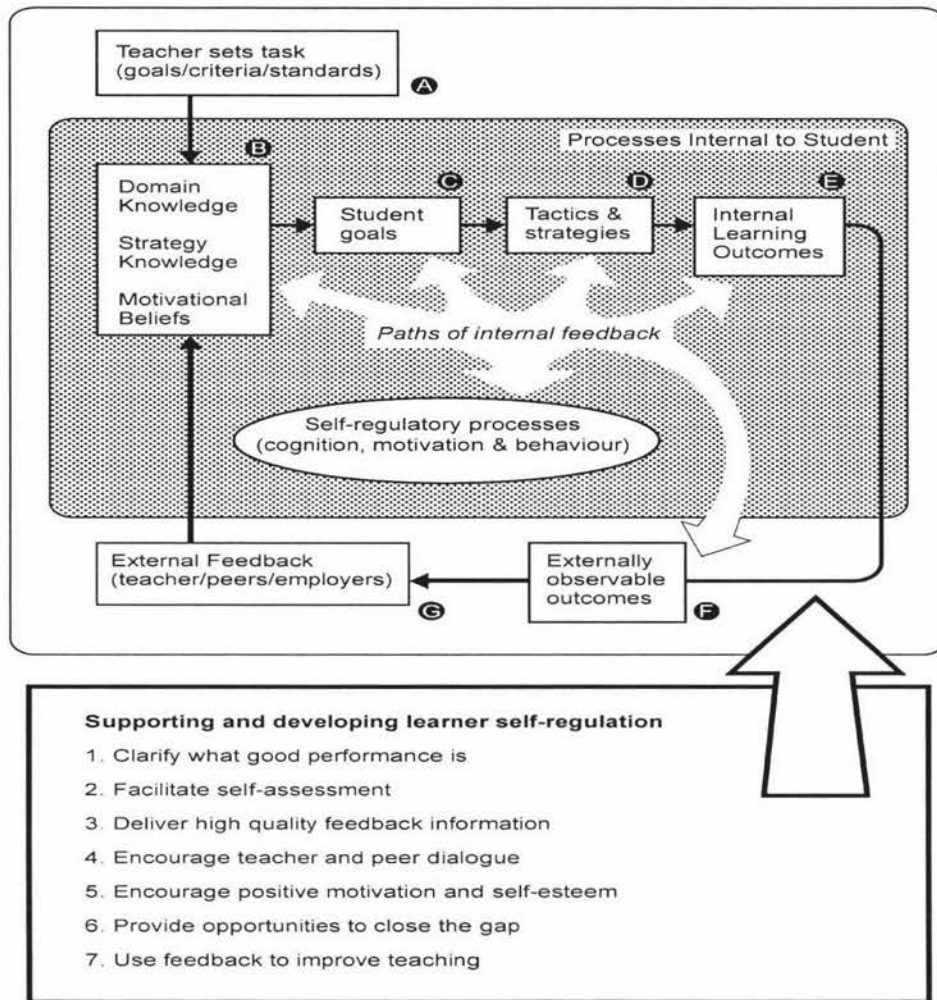 Teacher sets task
(goals/criteria/standards)
A
Processes Internal to Student
B
Domain
Knowledge
Strategy
Knowledge
Motivational
Beliefs
C
Student
goals
D
Tactics &
strategies
E
Internal
Learning
Outcomes
Paths of internal feedback
Self-regulatory processes
(cognition, motivation & behaviour)
External Feedback
(teacher/peers/employers)
G
Externally
observable
outcomes
F
Supporting and developing learner self-regulation
1. Clarify what good performance is
2. Facilitate self-assessment
3. Deliver high quality feedback information
4. Encourage teacher and peer dialogue
5. Encourage positive motivation and self-esteem
6. Provide opportunities to close the gap
7. Use feedback to improve teaching